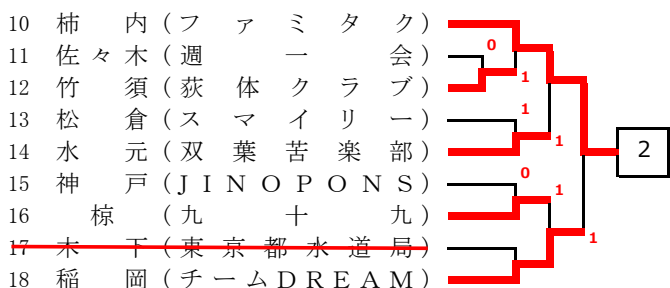 10 柿内(ファミタク)
0
11 佐々木(週一会)
1
12 竹須(荻体クラブ)
1
13 松倉(スマイリー)
1
14 水元(双葉苦楽部)
2
15 神戸(JINOPONS)
0
1
16 椋(九十九)
1
17 木下(東京都水道局)
18 稲岡(チームDREAM)